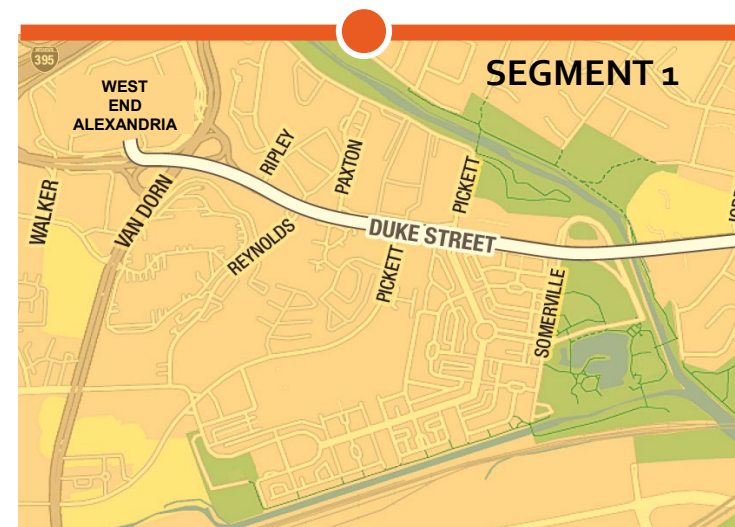 SEGMENT 1
395
WEST
END
ALEXANDRIA
RIPLEY
PAXTON
PICKETT
WALKER
VAN DORN
REYNOLDS
DUKE STREET
PICKETT
SOMERVILLE